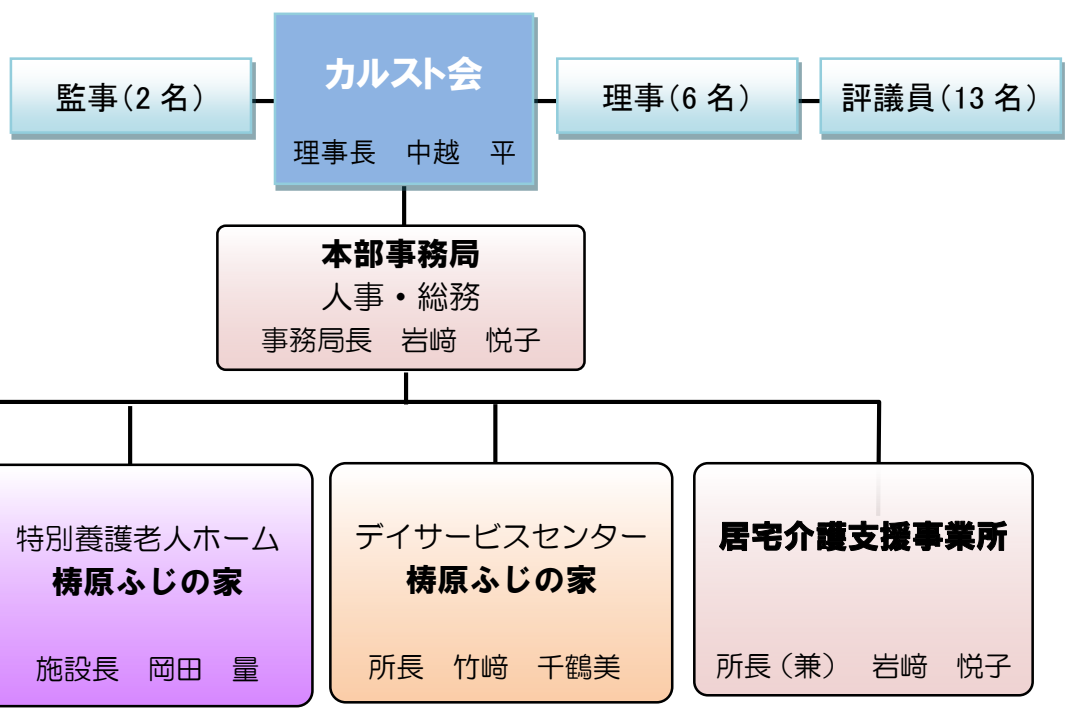 カルスト会
理事長　中越　平
監事(2 名)
理事(6 名)
評議員(13 名)
本部事務局
人事・総務
事務局長　岩﨑　悦子
特別養護老人ホーム
梼原ふじの家
施設長　岡田　量
デイサービスセンター
梼原ふじの家
所長　竹﨑　千鶴美
居宅介護支援事業所
所長（兼）　岩﨑　悦子